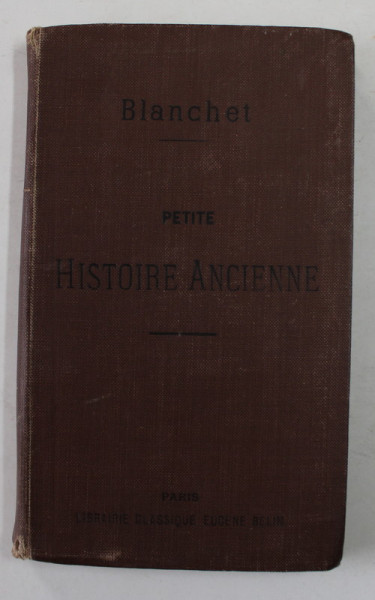 Blanchet
PETITE
HISTOIRE ANCIENNE
PARIS
LIBRAIRIE CLASSIQUE EUGÈNE BELIN